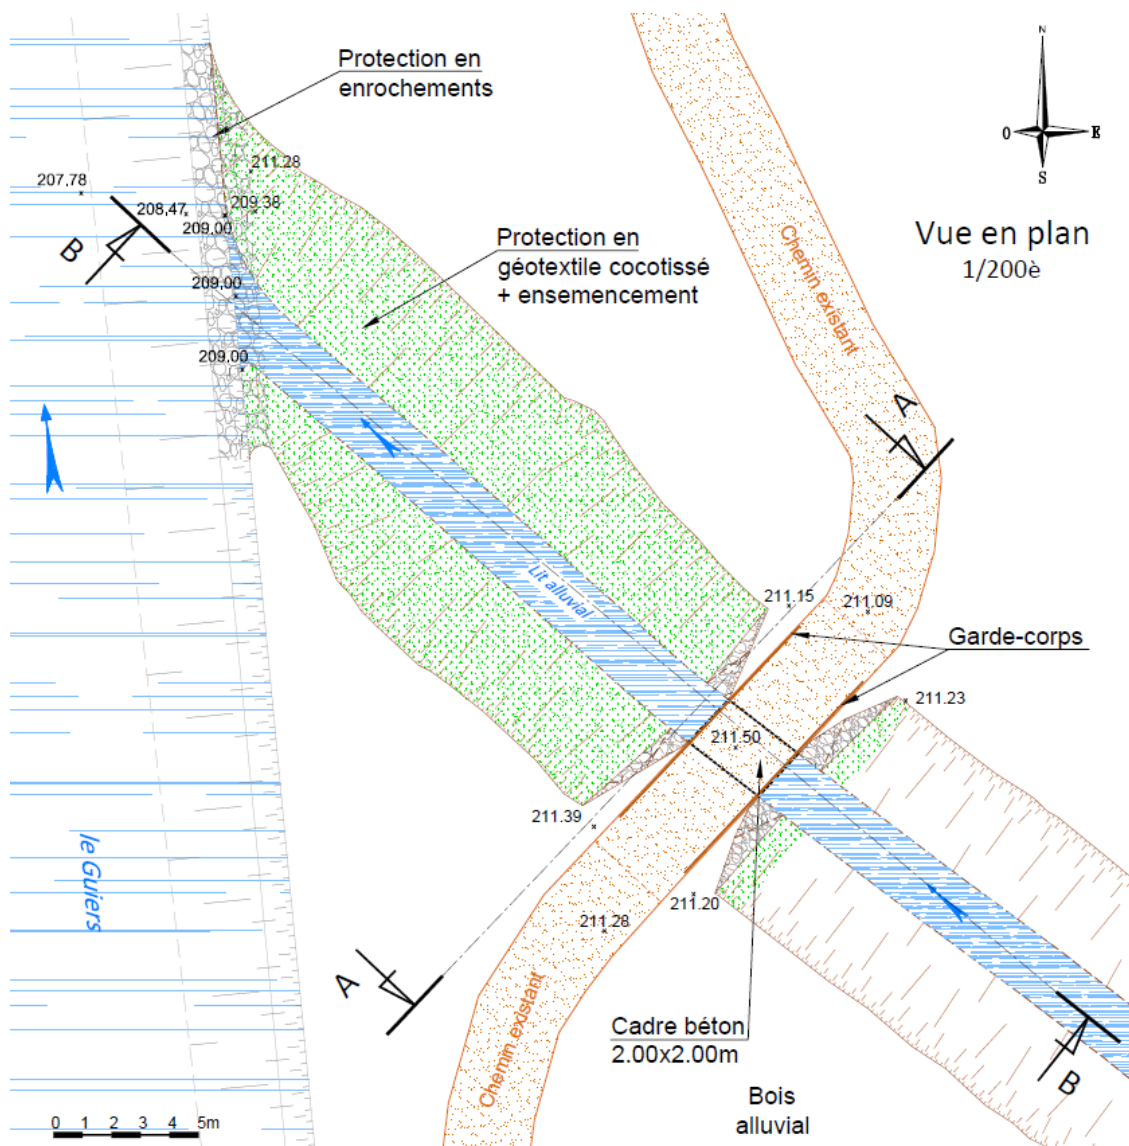 N
O
E
S
Vue en plan
1/200è
Protection en
enrochements
211.28
207,78
208,47
209.38
209.00
B
Protection en
géotextile cocotissé
+ ensemencement
Chemin existant
209,00
209,00
A
Lit alluvial
211.15
211.09
Garde-corps
211.23
211.50
211.39
le Guiers
211.20
211.28
A
Chemin existant
Cadre béton
2.00x2.00m
B
Bois
alluvial
0 1 2 3 4 5m